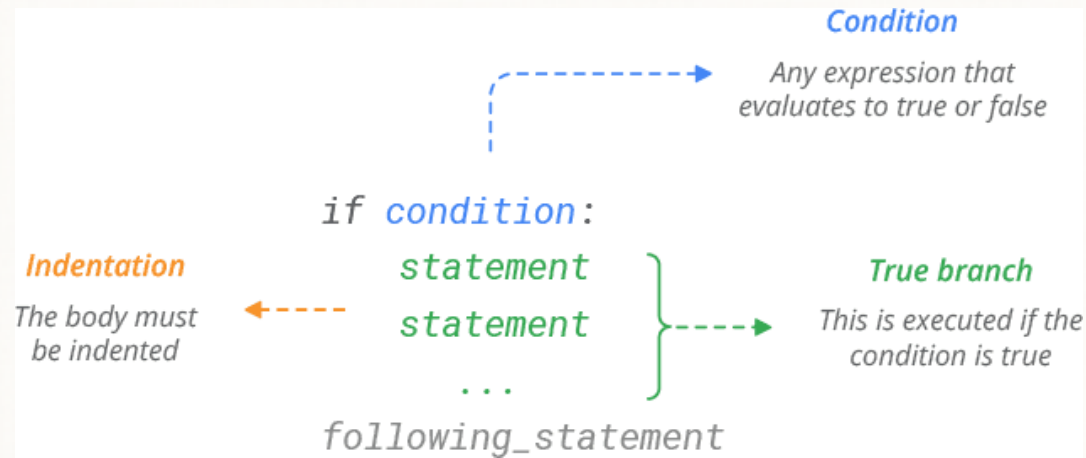 Condition
Any expression that
evaluates to true or false
if condition:
Indentation
The body must
be indented
statement
statement
...
True branch
This is executed if the
condition is true
following_statement